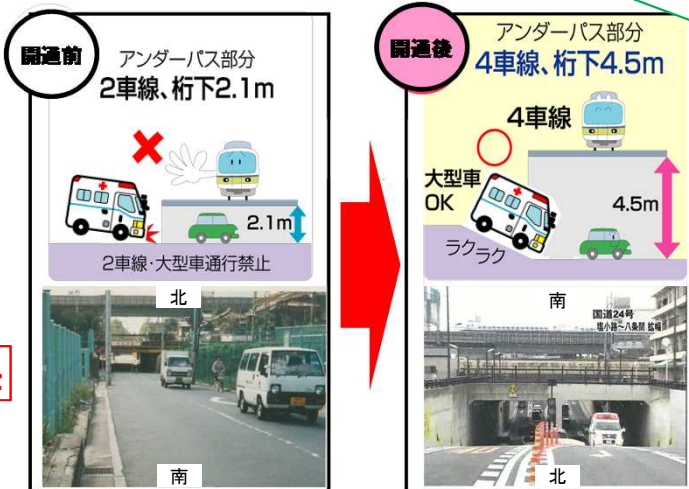 開通前
アンダーパス部分
2車線、桁下2.1m
2.1m
2車線・大型車通行禁止
北
南
開通後
アンダーパス部分
4車線、桁下4.5m
4車線
大型車
OK
4.5m
ラクラク
南
国道24号
塩小路~八条間 拡幅
北